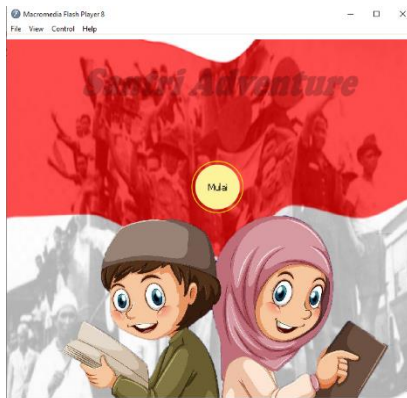 Macromedia Flash Player 8
File View Control Help
Santri Adventure
Mulai